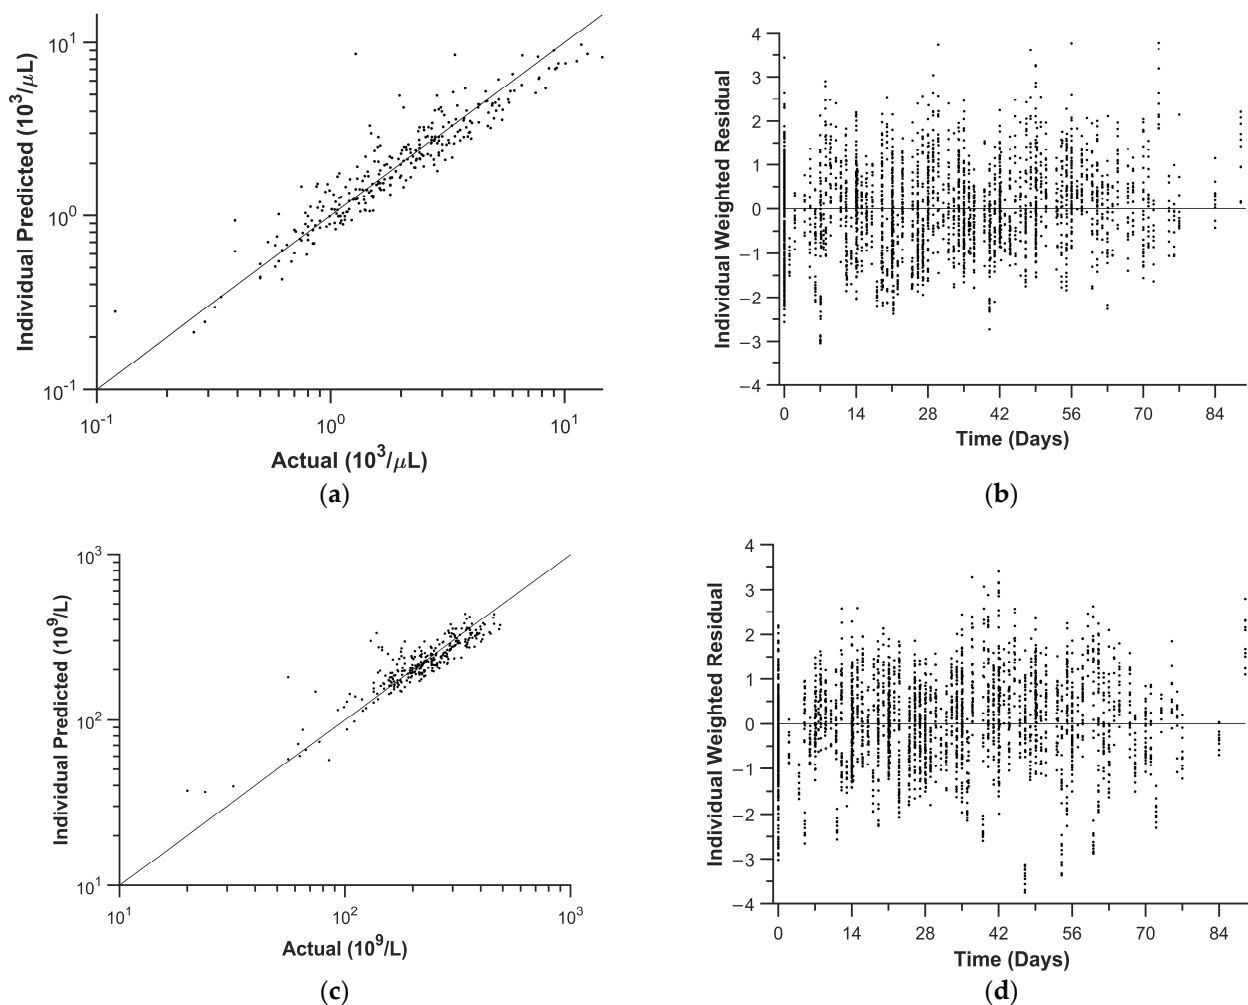 Individual Predicted (10³/μL)
10¹
10⁰
10⁻¹
10⁻¹ 10⁰ 10¹
Actual (10³/μL)
(a)
Individual Weighted Residual
4
3
2
1
0
−1
−2
−3
−4
0 14 28 42 56 70 84
Time (Days)
(b)
Individual Predicted (10⁹/L)
10³
10²
10¹
10¹ 10² 10³
Actual (10⁹/L)
(c)
Individual Weighted Residual
4
3
2
1
0
−1
−2
−3
−4
0 14 28 42 56 70 84
Time (Days)
(d)